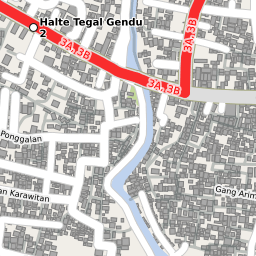 Halte Tegal Gendu
2
3A, 3B
3A, 3B
3A, 3B
Ponggalan
an Karawitan
Gang Arim